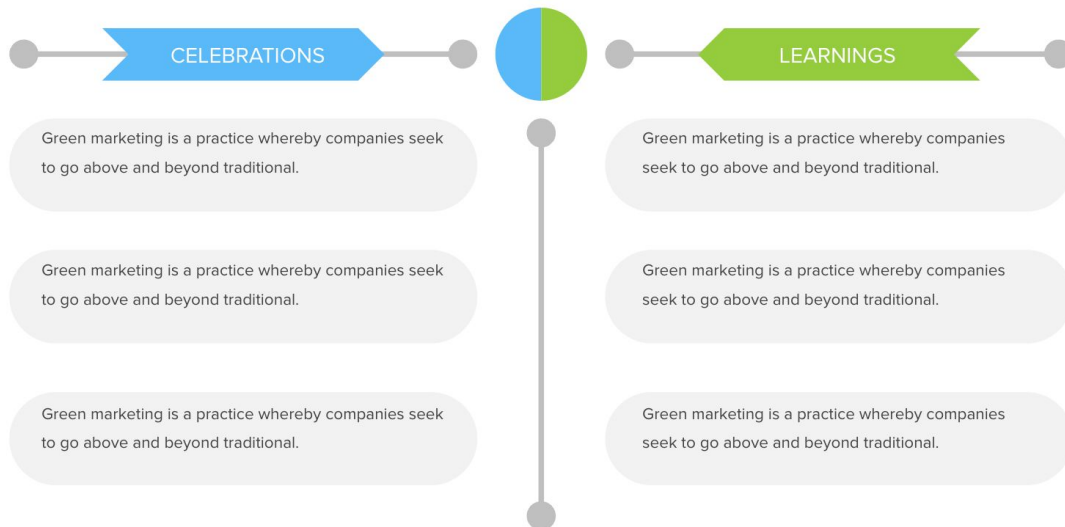 CELEBRATIONS
Green marketing is a practice whereby companies seek
to go above and beyond traditional.
Green marketing is a practice whereby companies seek
to go above and beyond traditional.
Green marketing is a practice whereby companies seek
to go above and beyond traditional.
LEARNINGS
Green marketing is a practice whereby companies
seek to go above and beyond traditional.
Green marketing is a practice whereby companies
seek to go above and beyond traditional.
Green marketing is a practice whereby companies
seek to go above and beyond traditional.